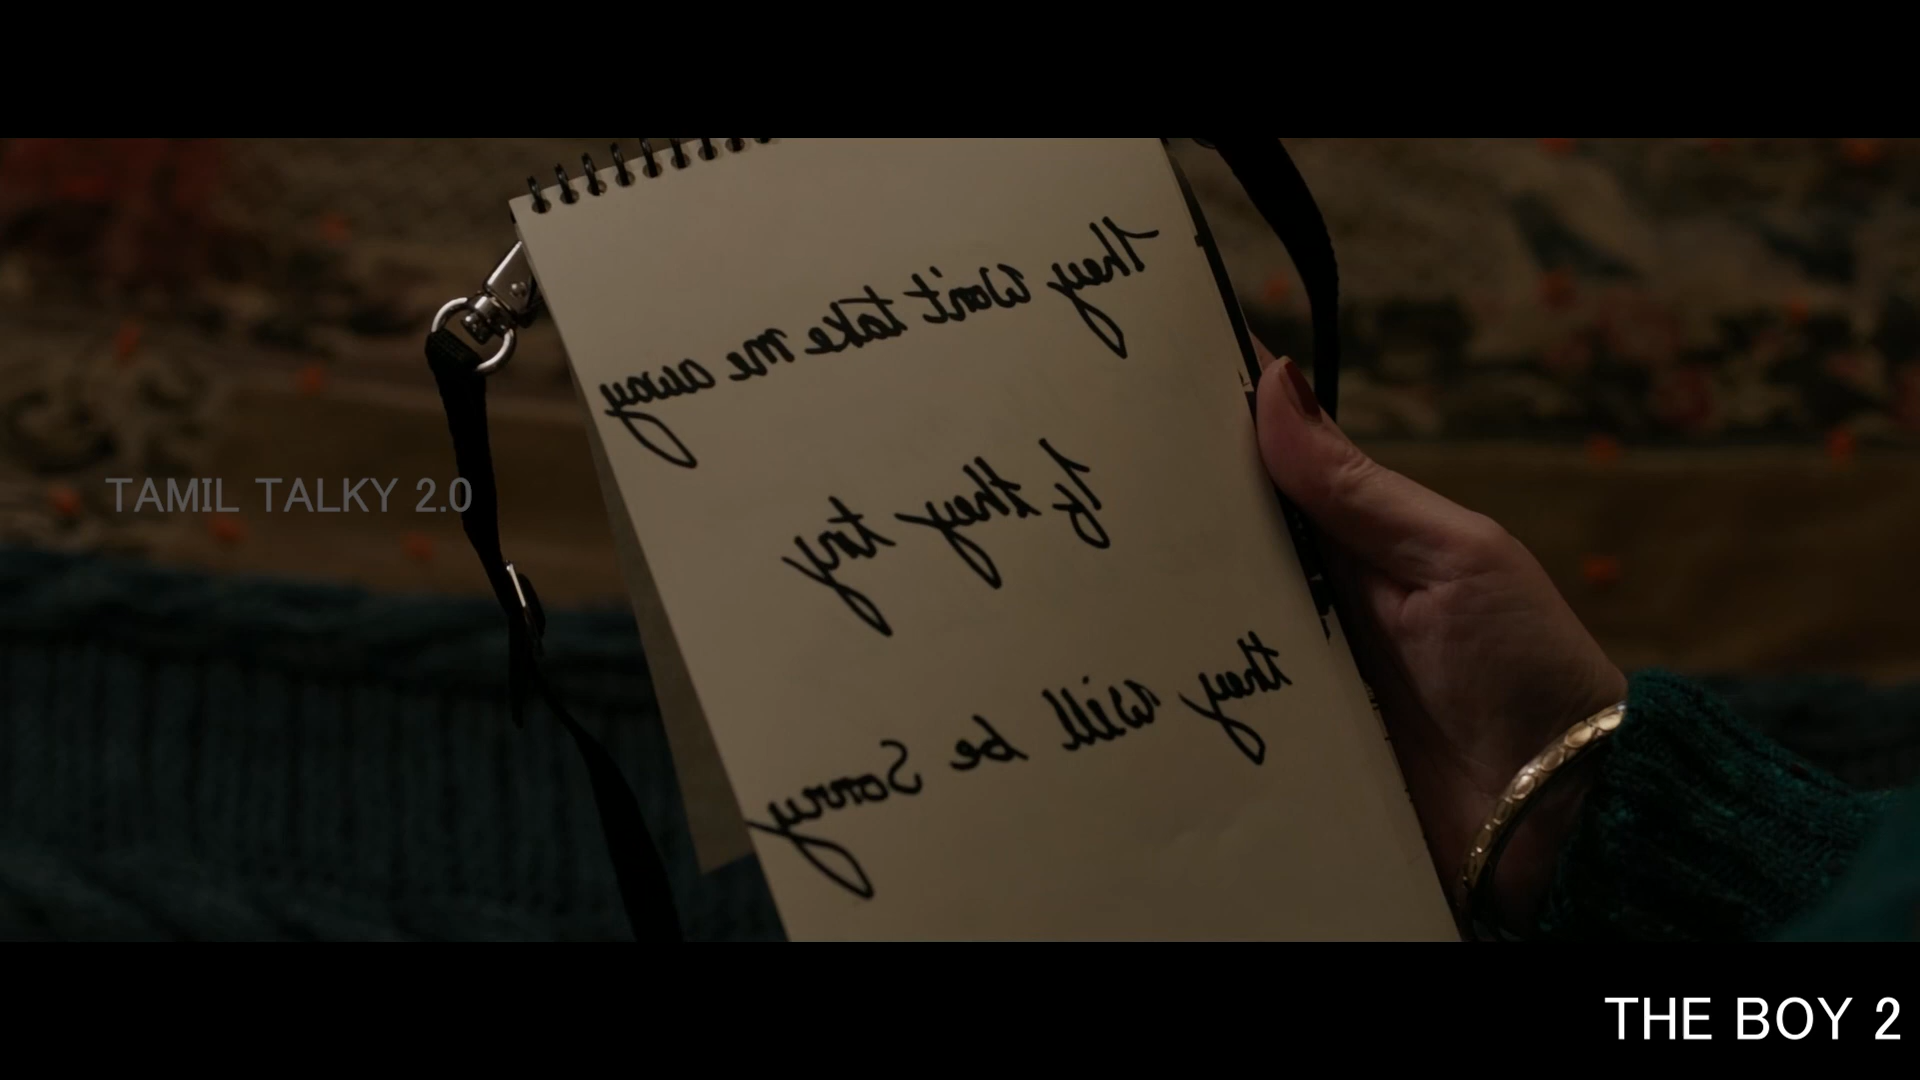 They Won't take me away
If they try
they Will be Sorry
TAMIL TALKY 2.0
THE BOY 2